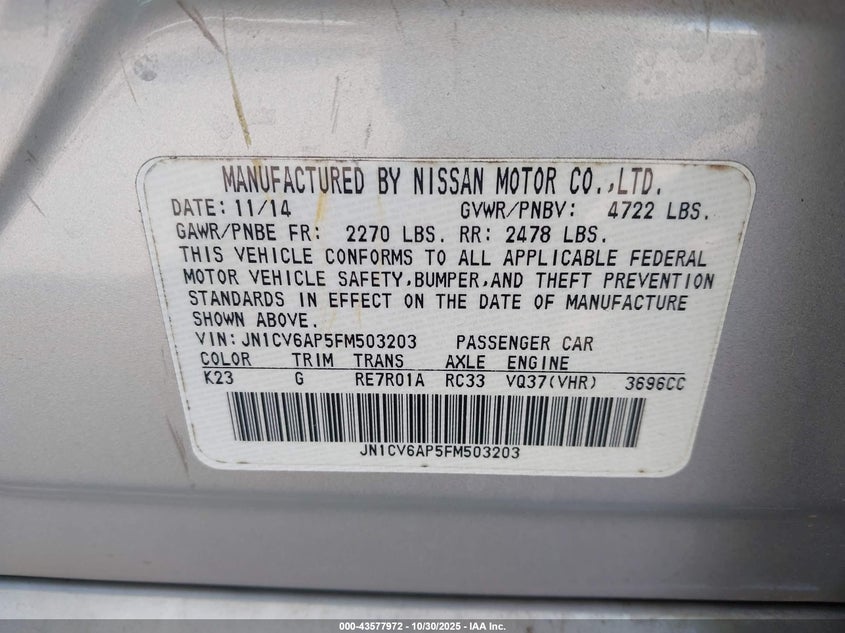 MANUFACTURED BY NISSAN MOTOR CO.,LTD.
DATE: 11/14 GVWR/PNBV: 4722 LBS.
GAWR/PNBE FR: 2270 LBS. RR: 2478 LBS.
THIS VEHICLE CONFORMS TO ALL APPLICABLE FEDERAL
MOTOR VEHICLE SAFETY,BUMPER,AND THEFT PREVENTION
STANDARDS IN EFFECT ON THE DATE OF MANUFACTURE
SHOWN ABOVE.
VIN: JN1CV6AP5FM503203 PASSENGER CAR
COLOR TRIM TRANS AXLE ENGINE
K23 G RE7R01A RC33 VQ37(VHR) 3696CC
JN1CV6AP5FM503203
000-43577972 - 10/30/2025 - IAA Inc.